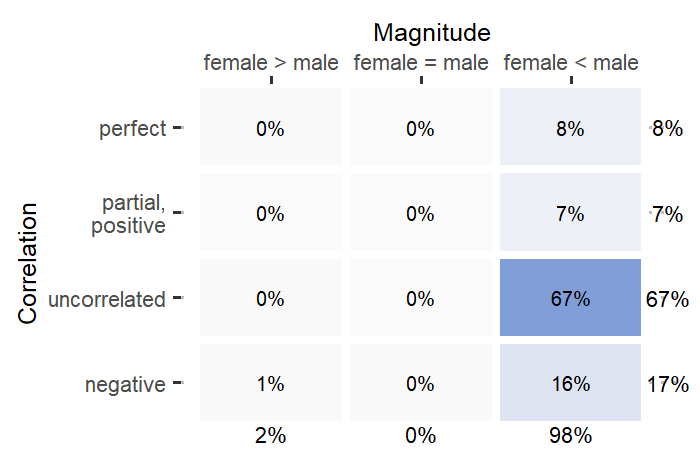 Magnitude
female > male female = male female < male
perfect 0% 0% 8% 8%
partial,
positive 0% 0% 7% 7%
Correlation
uncorrelated 0% 0% 67% 67%
negative 1% 0% 16% 17%
2% 0% 98%